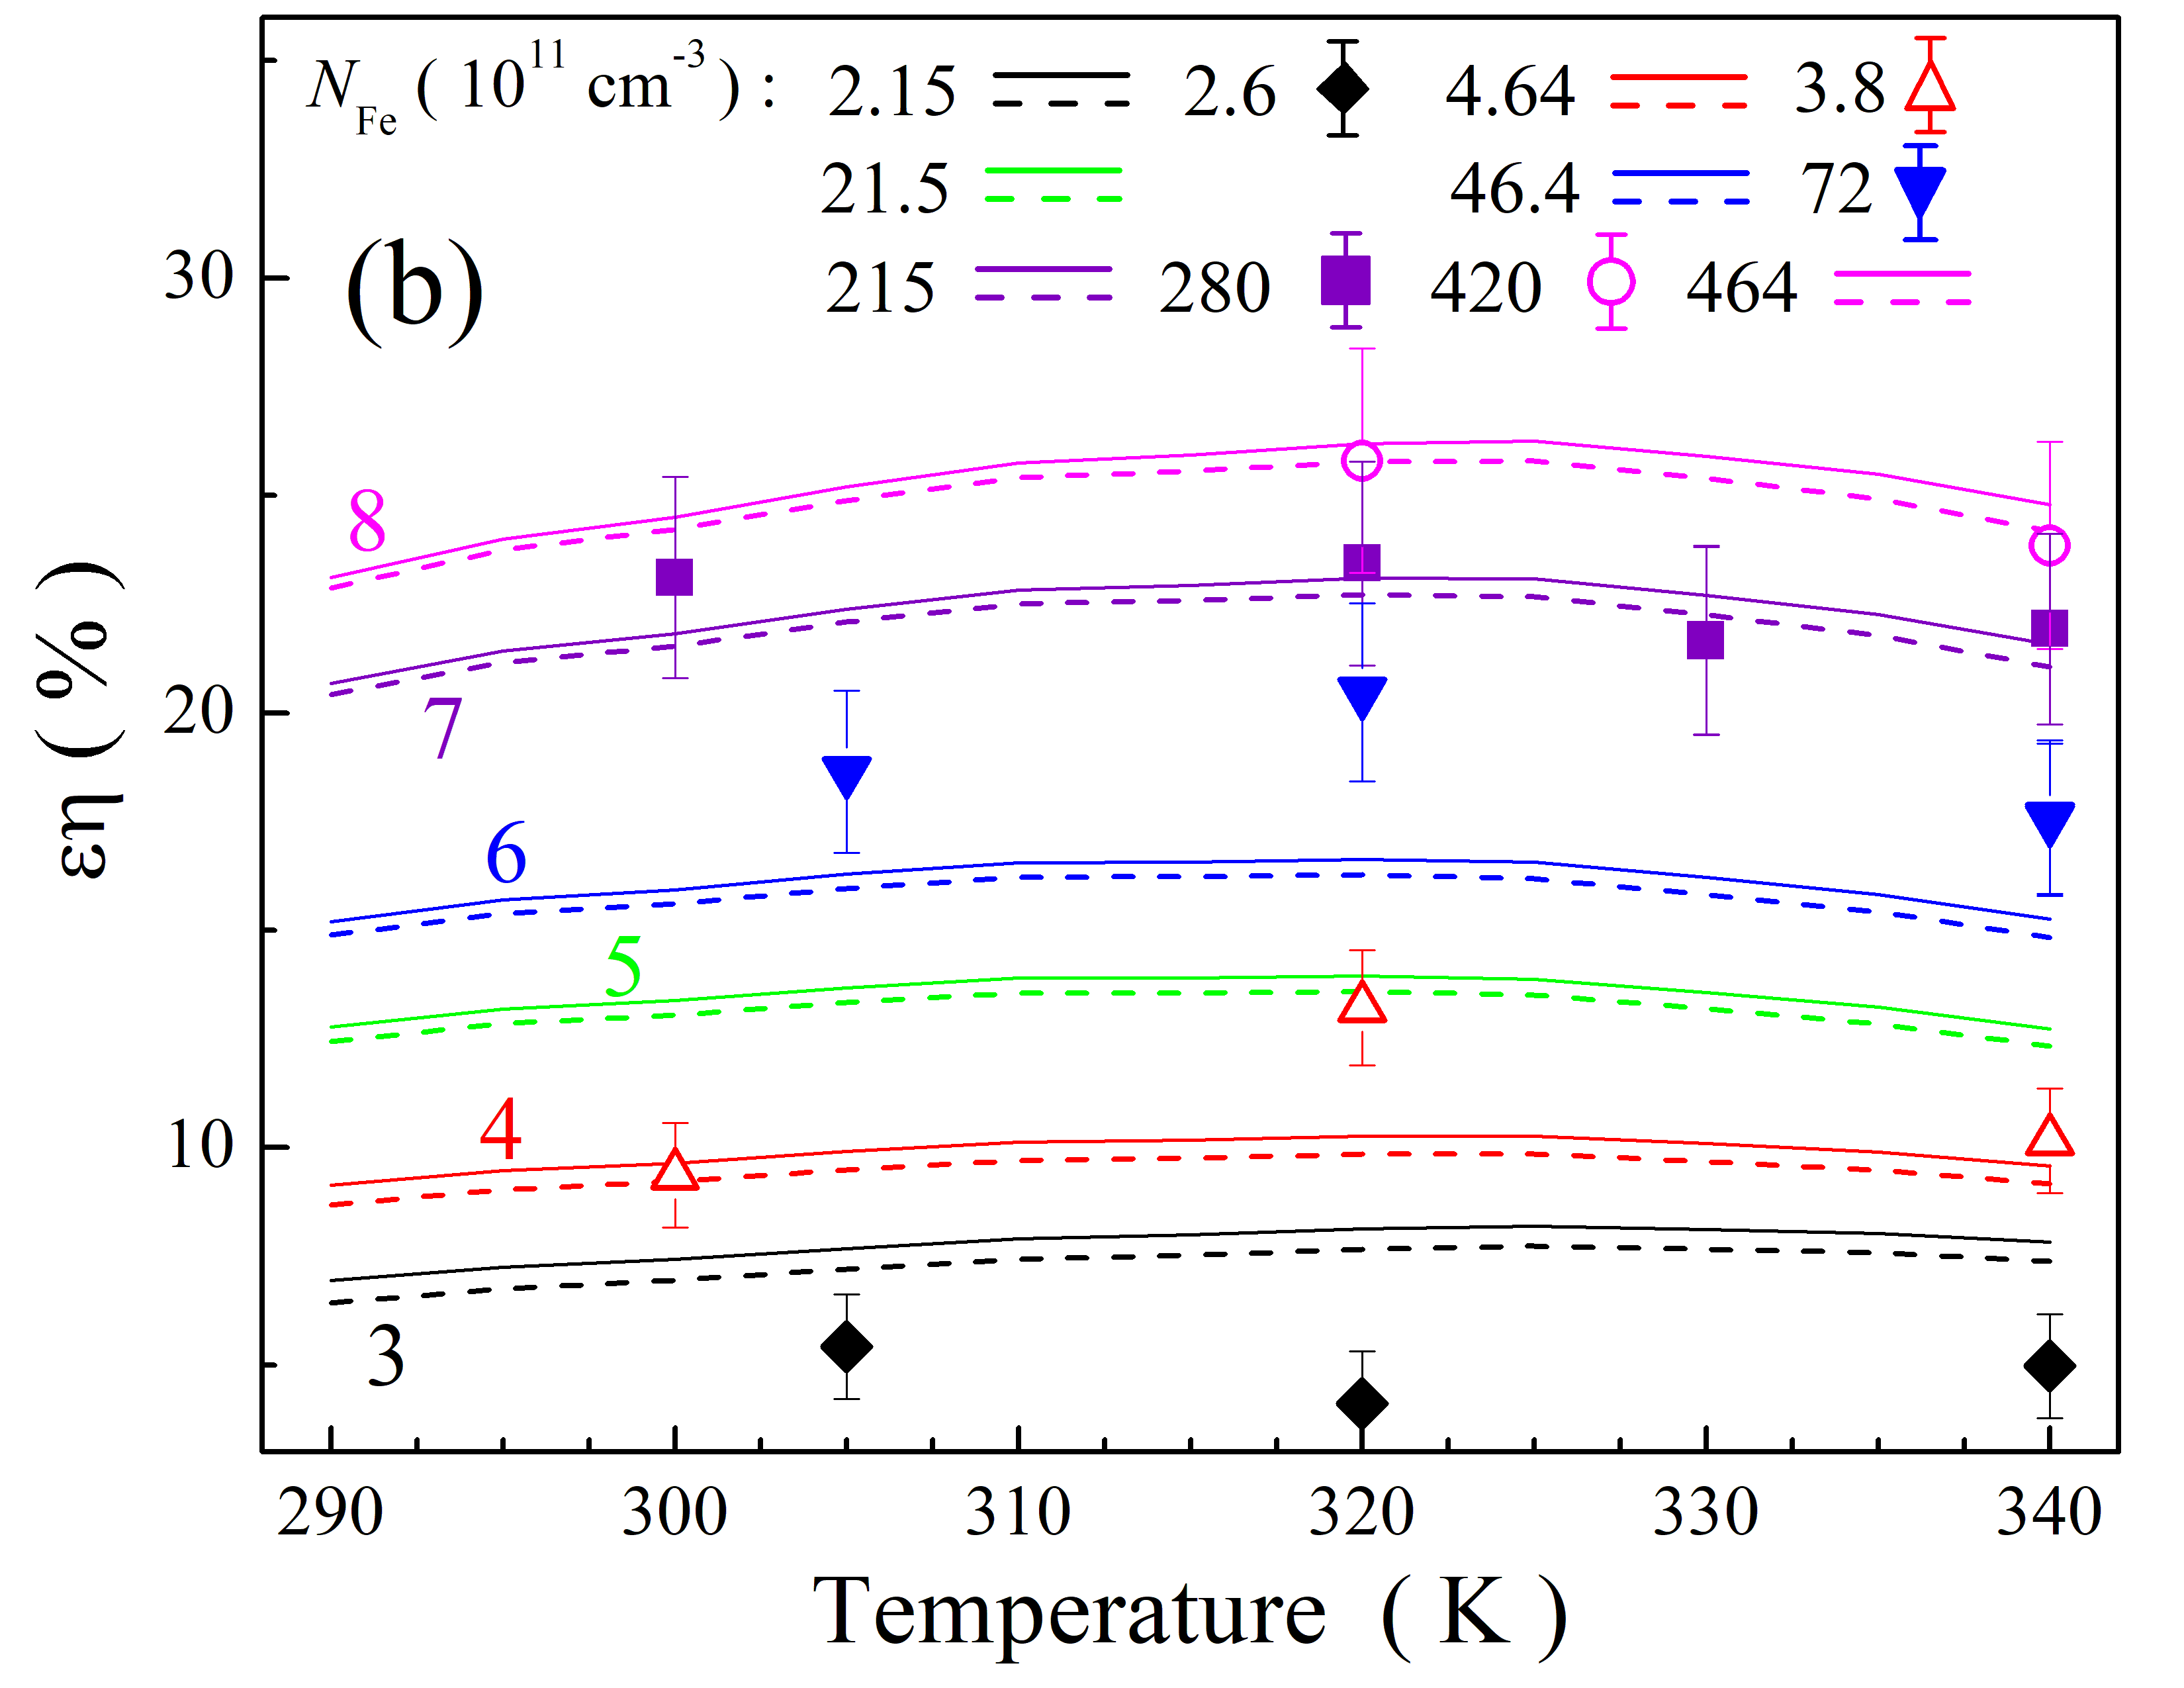 N_Fe ( 10^11 cm^-3 ) : 2.15 2.6 4.64 3.8
21.5 46.4 72
215 280 420 464
(b)
30
20
10
εη ( % )
8
7
6
5
4
3
290 300 310 320 330 340
Temperature ( K )